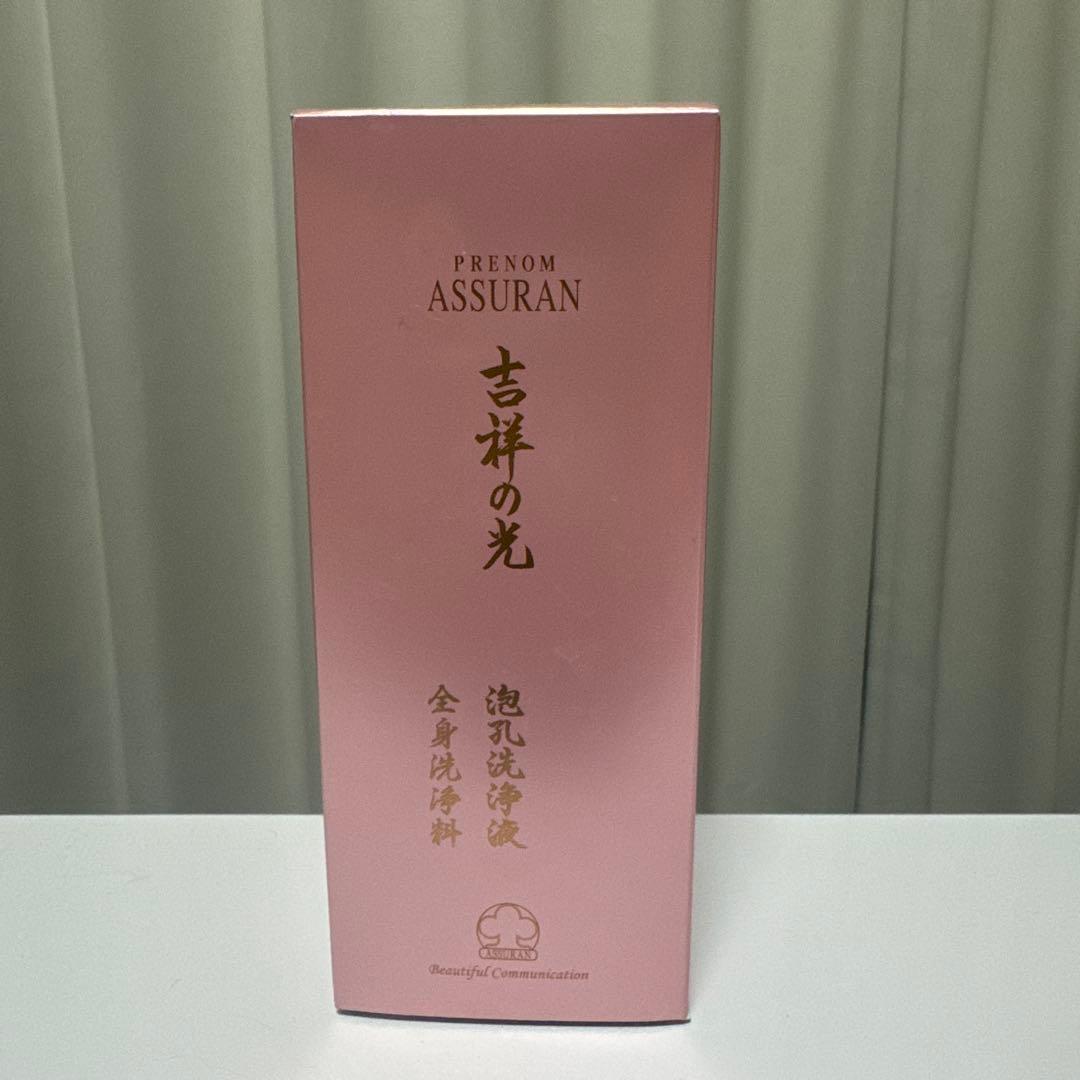 PRENOM
ASSURAN
吉祥の光
泡孔洗浄液
全身洗浄料
ASSURAN
Beautiful Communication